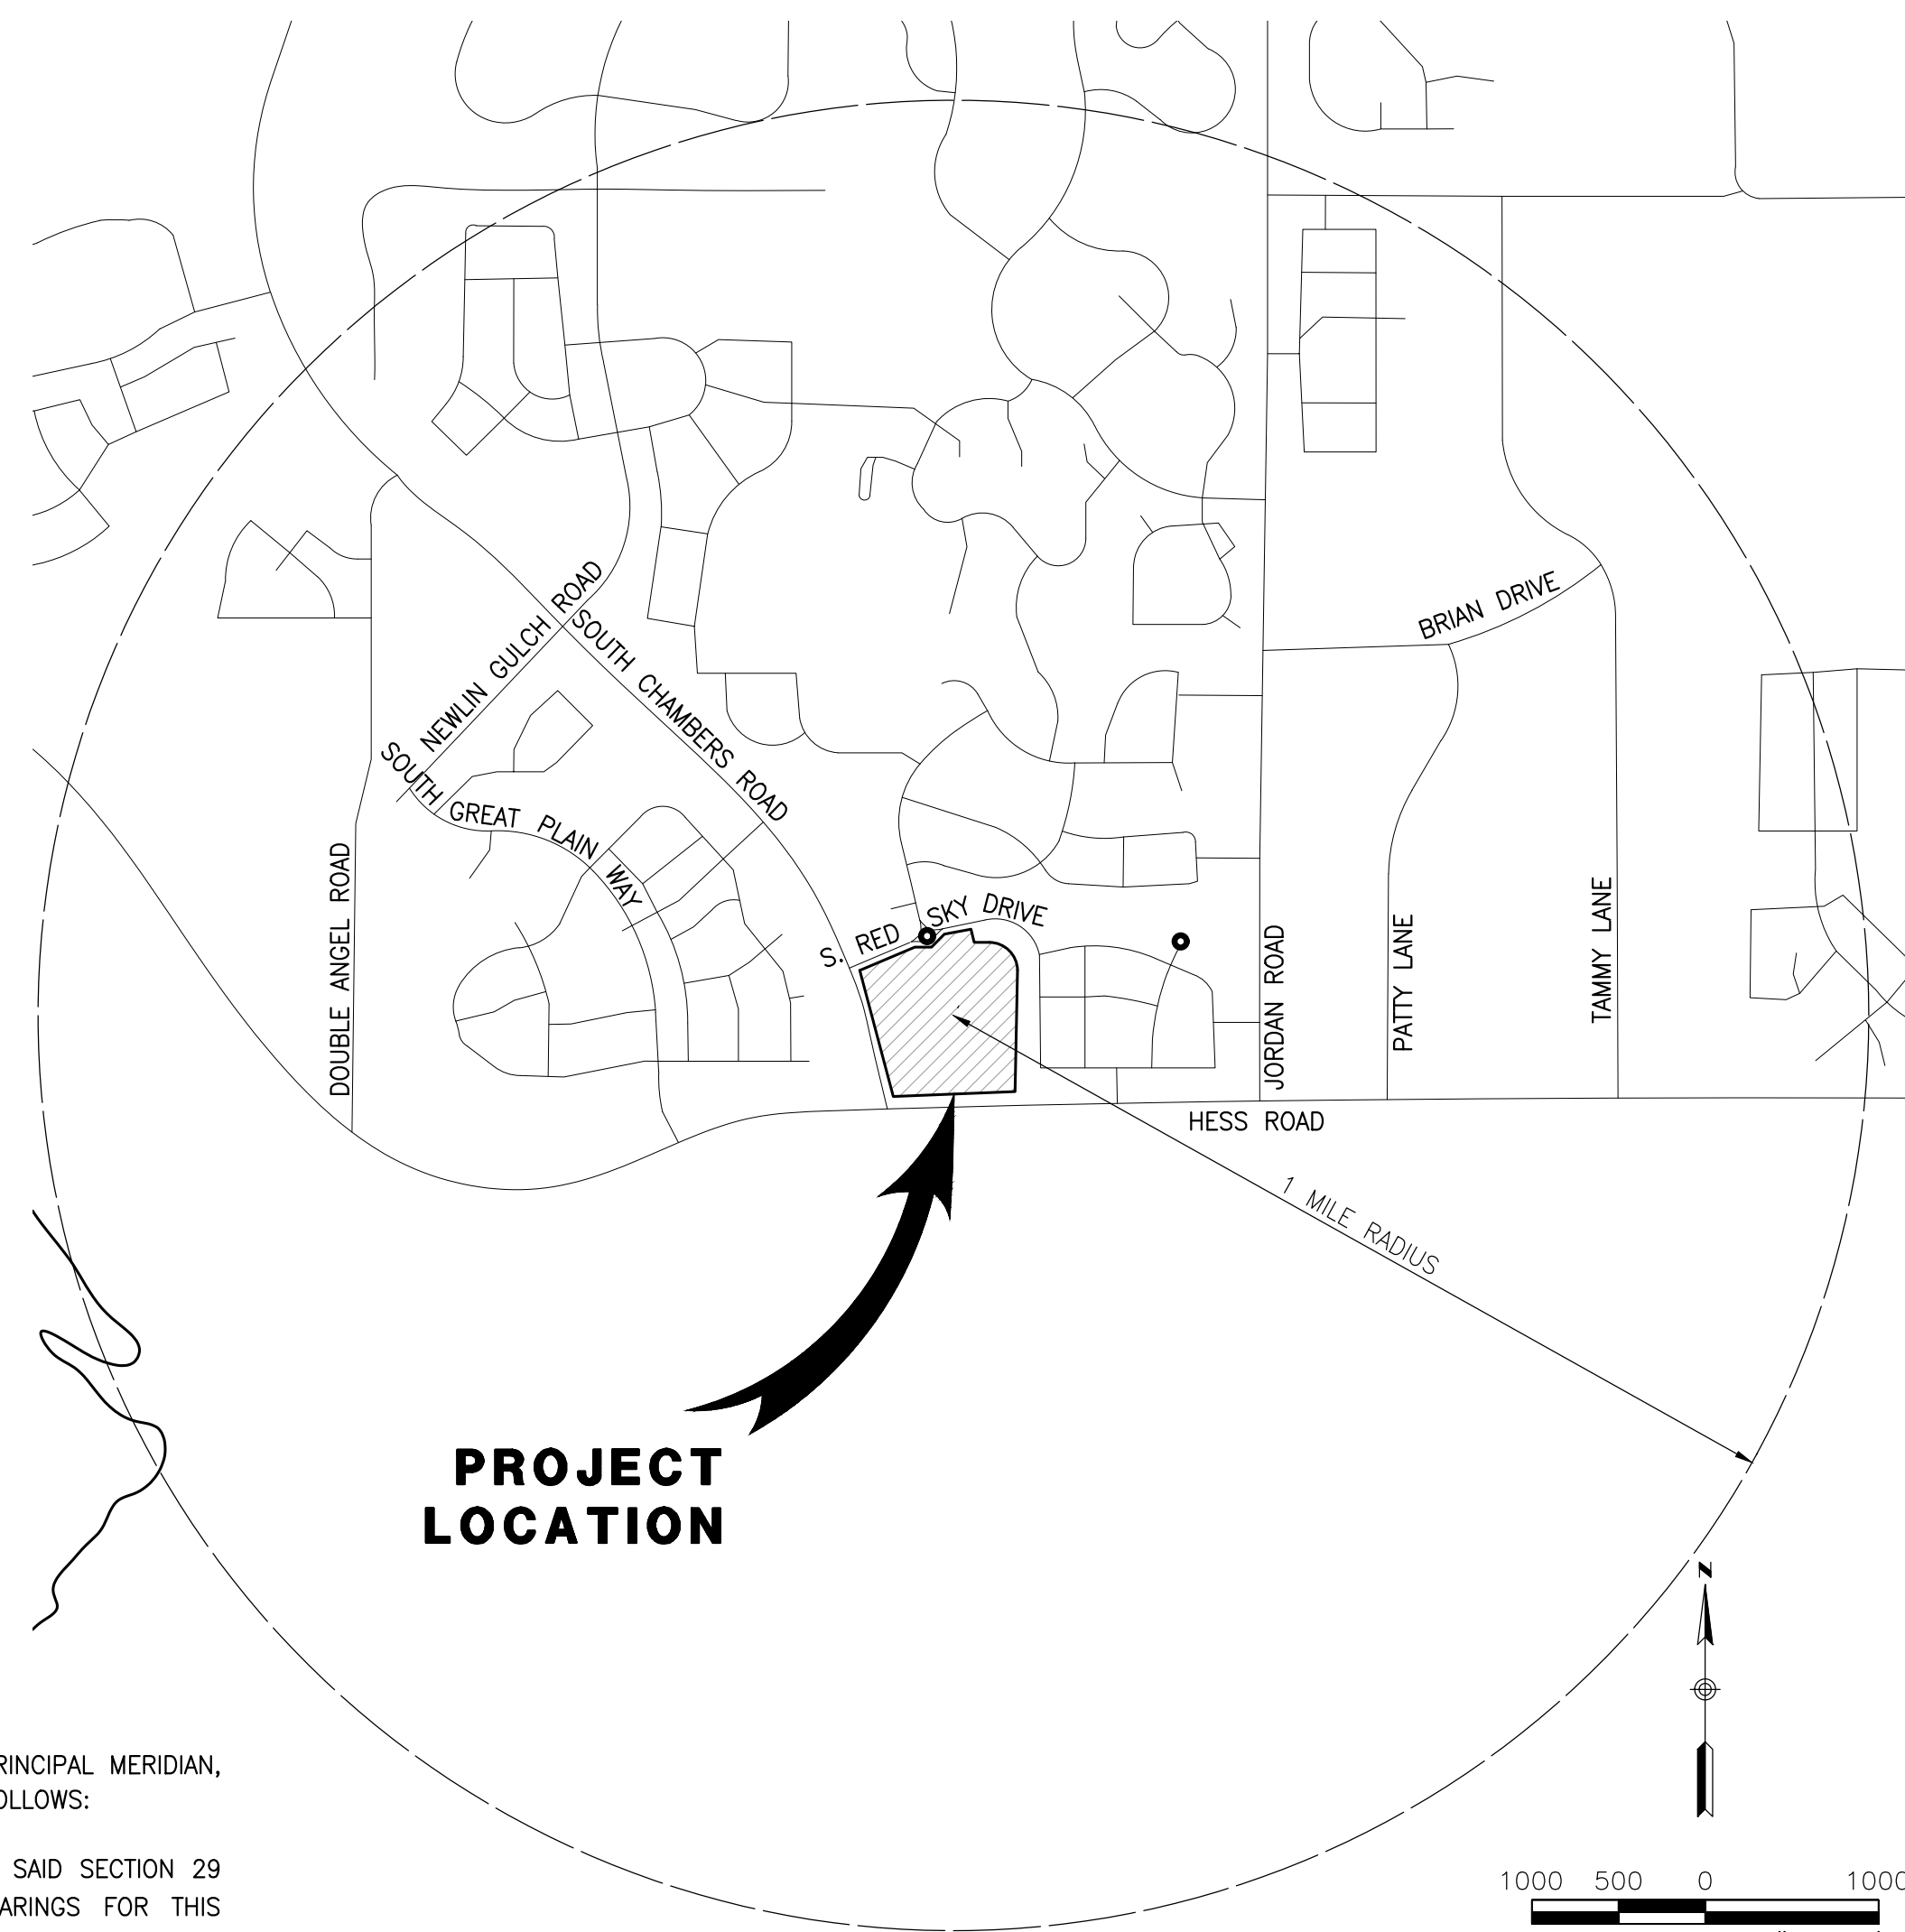 SOUTH NEWLIN GULCH ROAD
SOUTH CHAMBERS ROAD
BRIAN DRIVE
GREAT PLAIN WAY
DOUBLE ANGEL ROAD
S. RED SKY DRIVE
JORDAN ROAD
PATTY LANE
TAMMY LANE
HESS ROAD
1 MILE RADIUS
PROJECT
LOCATION
N
RINCIPAL MERIDIAN,
OLLOWS:
SAID SECTION 29
ARINGS FOR THIS
1000 500 0 1000